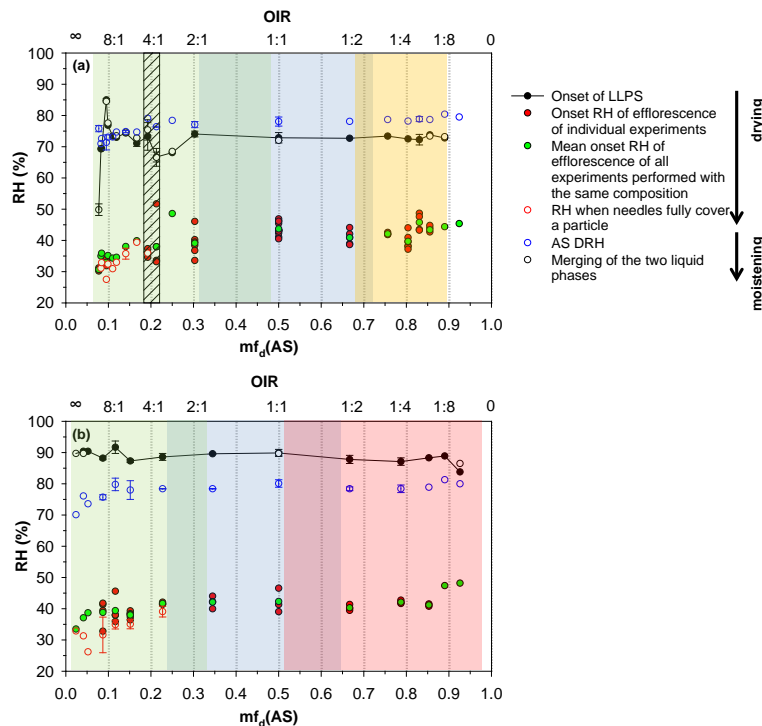 OIR
∞ 8:1 4:1 2:1 1:1 1:2 1:4 1:8 0
100
90
80
70
60
50
40
30
20
RH (%)
(a)
0.0 0.1 0.2 0.3 0.4 0.5 0.6 0.7 0.8 0.9 1.0
mfd(AS)
Onset of LLPS
Onset RH of efflorescence
of individual experiments
Mean onset RH of
efflorescence of all
experiments performed with
the same composition
RH when needles fully cover
a particle
AS DRH
Merging of the two liquid
phases
drying
moistening
OIR
∞ 8:1 4:1 2:1 1:1 1:2 1:4 1:8 0
100
90
80
70
60
50
40
30
20
RH (%)
(b)
0.0 0.1 0.2 0.3 0.4 0.5 0.6 0.7 0.8 0.9 1.0
mfd(AS)